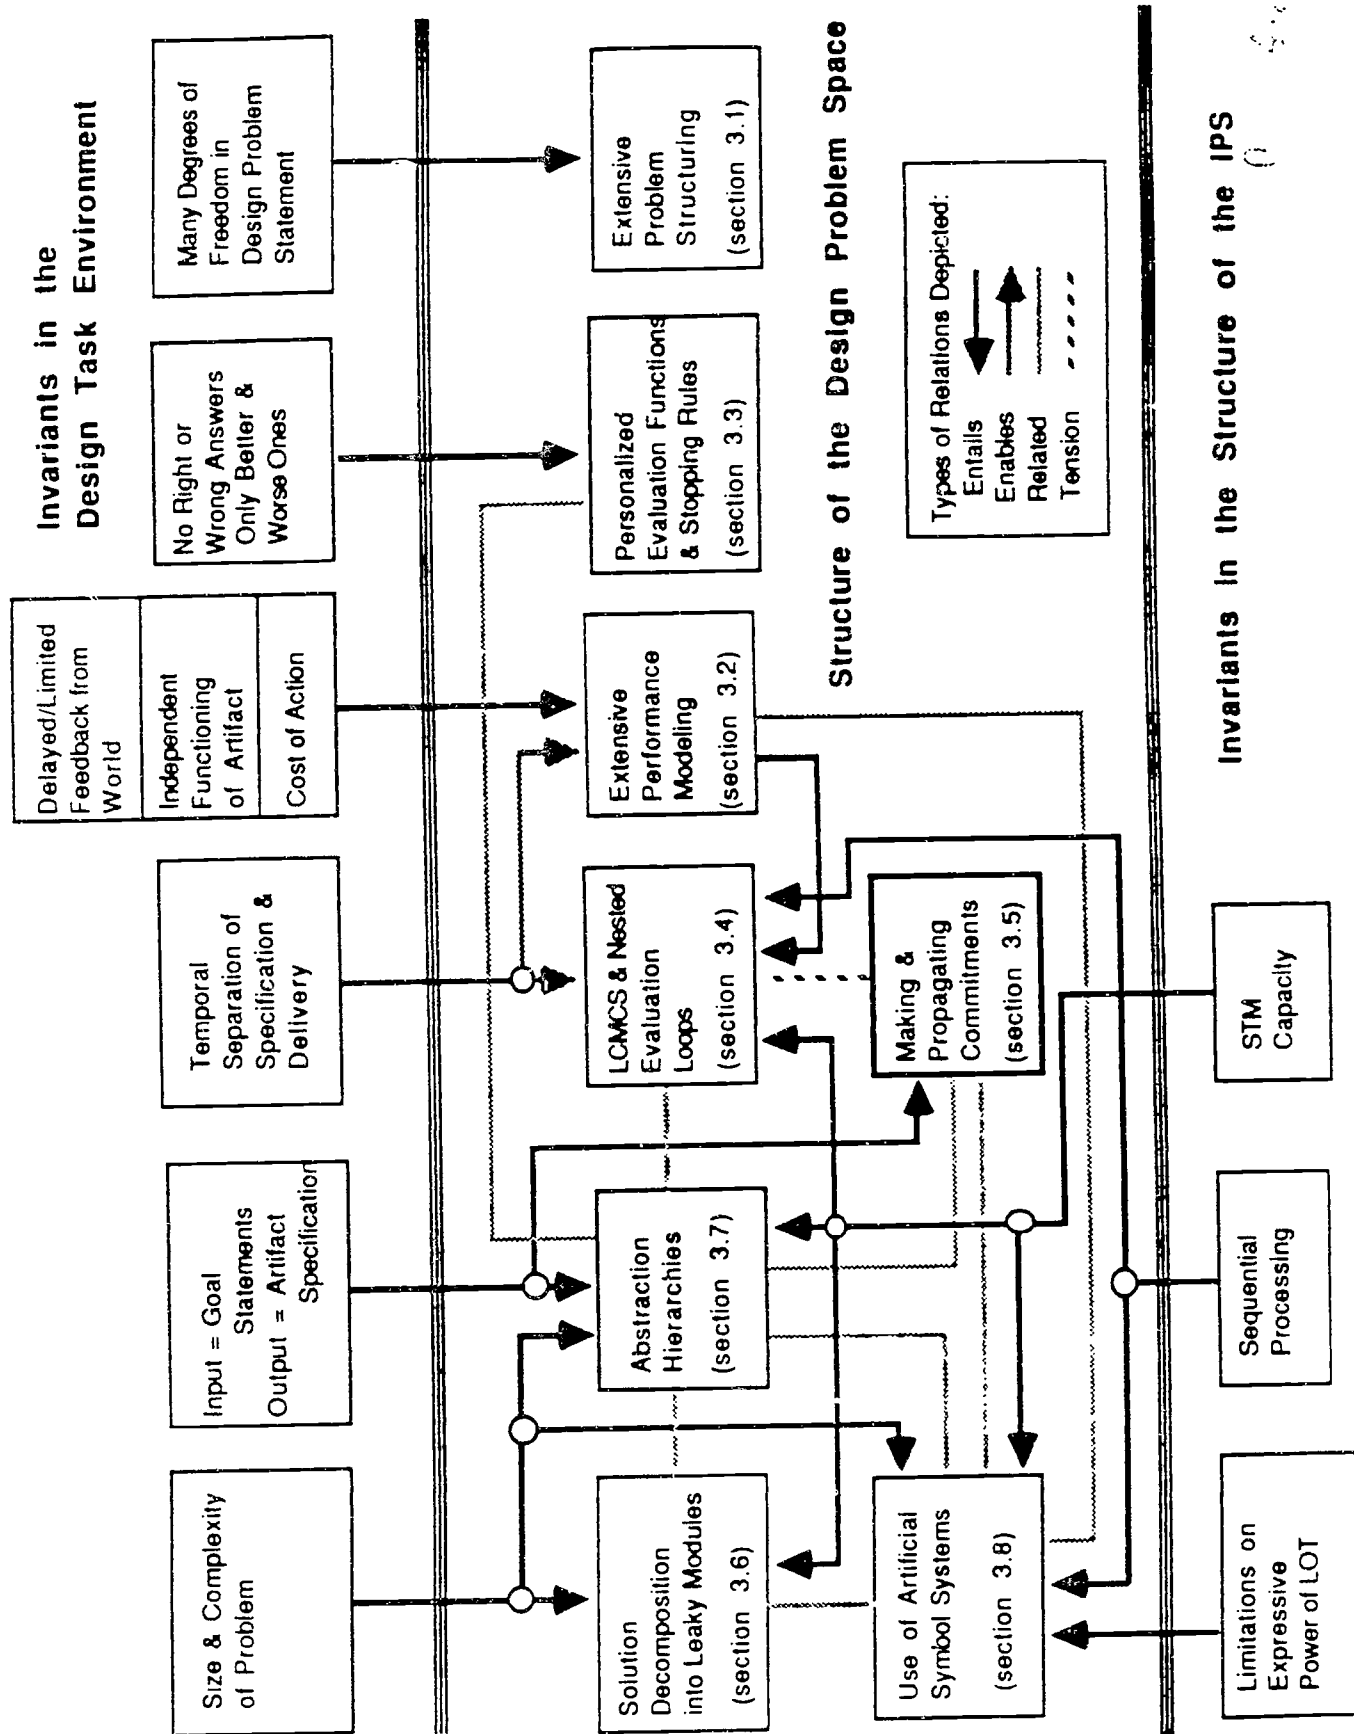 Invariants in the
Design Task Environment
Size & Complexity
of Problem
Input = Goal
Statements
Output = Artifact
Specification
Temporal
Separation of
Specification &
Delivery
Delayed/Limited
Feedback from
World
Independent
Functioning
of Artifact
Cost of Action
No Right or
Wrong Answers
Only Better &
Worse Ones
Many Degrees of
Freedom in
Design Problem
Statement
Solution
Decomposition
into Leaky Modules
(section 3.6)
Abstraction
Hierarchies
(section 3.7)
LCMCS & Nested
Evaluation
Loops
(section 3.4)
Extensive
Performance
Modeling
(section 3.2)
Personalized
Evaluation Functions
& Stopping Rules
(section 3.3)
Extensive
Problem
Structuring
(section 3.1)
Structure of the Design Problem Space
Use of Artificial
Symbol Systems
(section 3.8)
Making &
Propagating
Commitments
(section 3.5)
Types of Relations Depicted:
Entails
Enables
Related
Tension
Limitations on
Expressive
Power of LOT
Sequential
Processing
STM
Capacity
Invariants in the Structure of the IPS